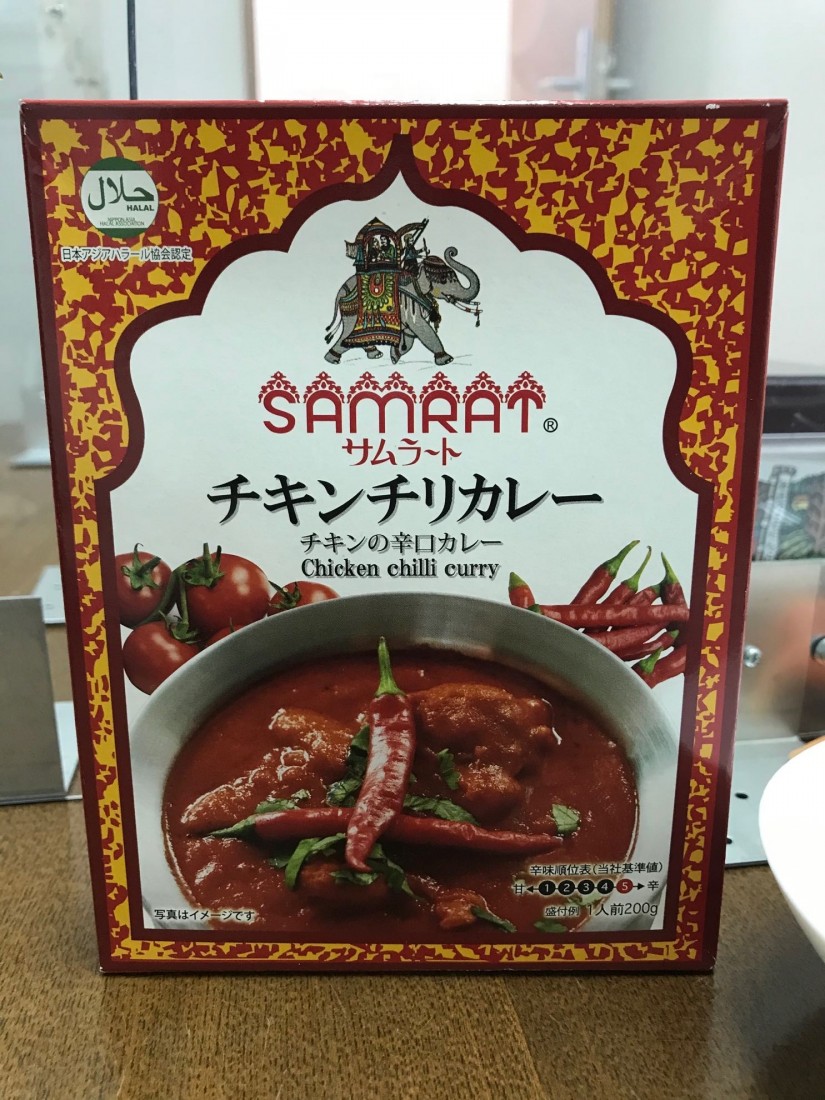 حلال
HALAL
NIPPON ASIA
HALAL ASSOCIATION
日本アジアハラール協会認定
SAMRAT®
サムラート
チキンチリカレー
チキンの辛口カレー
Chicken chilli curry
辛味順位表(当社基準値)
甘 1 2 3 4 5 辛
盛付例 1人前200g
写真はイメージです